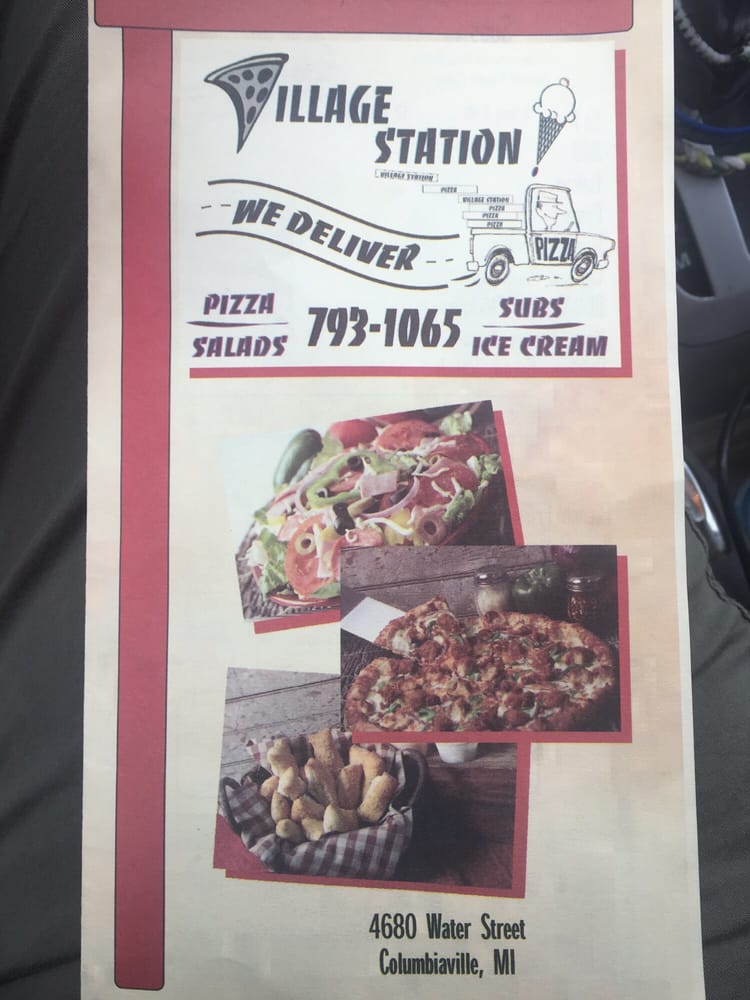 VILLAGE
STATION
VILLAGE STATION
PIZZA
VILLAGE STATION
PIZZA
PIZZA
PIZZA
WE DELIVER
PIZZA
PIZZA
SALADS
793-1065
SUBS
ICE CREAM
4680 Water Street
Columbiaville, MI